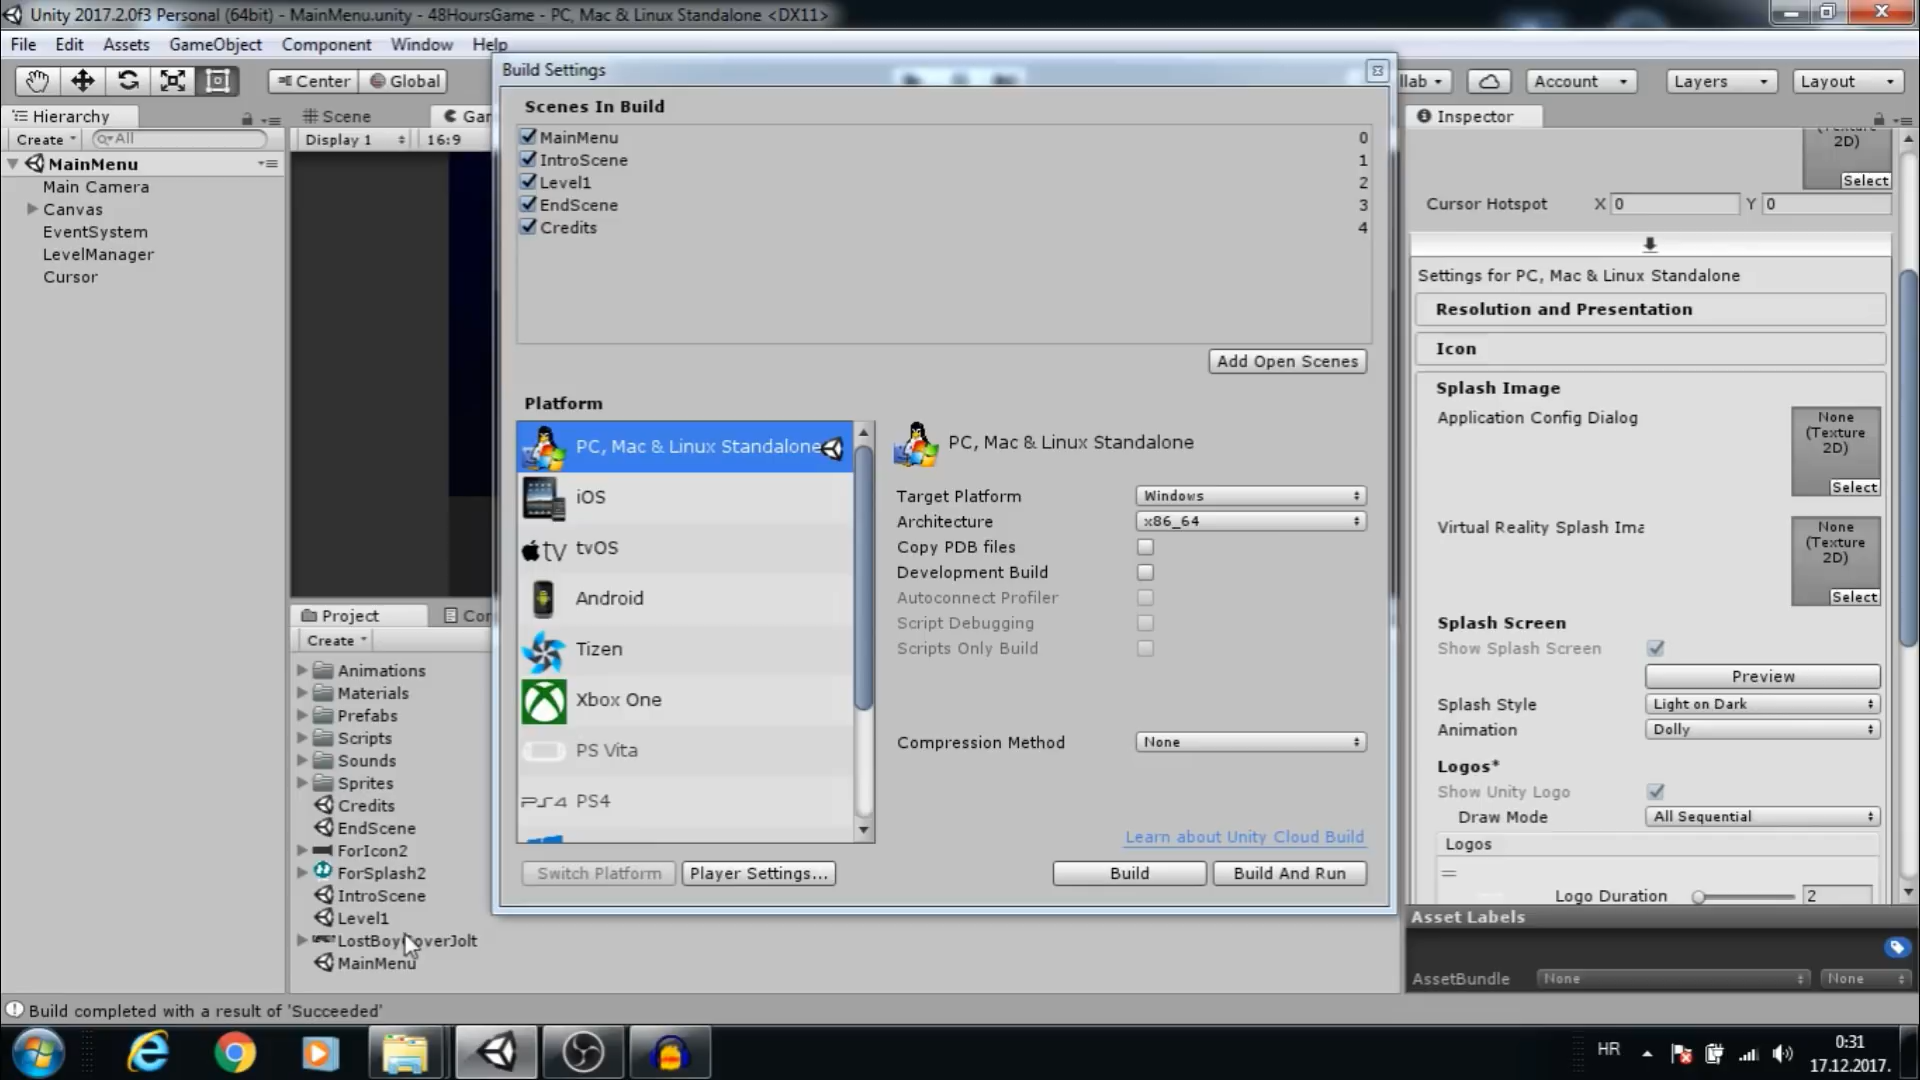 Unity 2017.2.0f3 Personal (64bit) - MainMenu.unity - 48HoursGame - PC, Mac & Linux Standalone <DX11>
File Edit Assets GameObject Component Window Help
Center Global
llab Account Layers Layout
Hierarchy
Create All
MainMenu
Main Camera
Canvas
EventSystem
LevelManager
Cursor
Scene Gar
Display 1 16:9
Build Settings
Scenes In Build
MainMenu 0
IntroScene 1
Level1 2
EndScene 3
Credits 4
Add Open Scenes
Platform
PC, Mac & Linux Standalone
iOS
tv tvOS
Android
Tizen
Xbox One
PS Vita
PS4 PS4
PC, Mac & Linux Standalone
Target Platform Windows
Architecture x86_64
Copy PDB files
Development Build
Autoconnect Profiler
Script Debugging
Scripts Only Build
Compression Method None
Learn about Unity Cloud Build
Switch Platform Player Settings... Build Build And Run
Project Con
Create
Animations
Materials
Prefabs
Scripts
Sounds
Sprites
Credits
EndScene
ForIcon2
ForSplash2
IntroScene
Level1
LostBoy overJolt
MainMenu
Inspector
(Texture
2D)
Select
Cursor Hotspot X 0 Y 0
Settings for PC, Mac & Linux Standalone
Resolution and Presentation
Icon
Splash Image
Application Config Dialog
None
(Texture
2D)
Select
Virtual Reality Splash Ima
None
(Texture
2D)
Select
Splash Screen
Show Splash Screen
Preview
Splash Style Light on Dark
Animation Dolly
Logos*
Show Unity Logo
Draw Mode All Sequential
Logos
Logo Duration 2
Asset Labels
AssetBundle None None
Build completed with a result of 'Succeeded'
HR
0:31
17.12.2017.